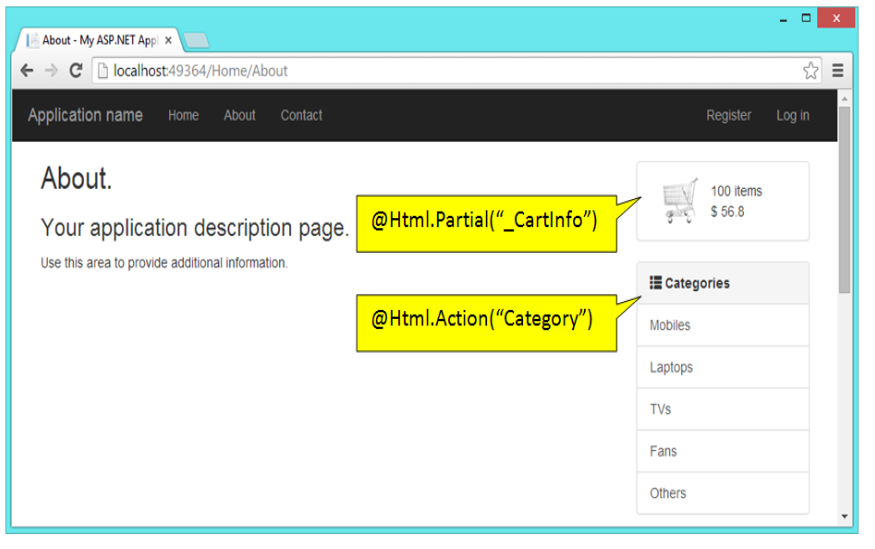 About - My ASP.NET Appl
localhost:49364/Home/About
Application name Home About Contact Register Log in
About.
Your application description page.
Use this area to provide additional information.
@Html.Partial(“_CartInfo”)
100 items
$ 56.8
@Html.Action(“Category”)
Categories
Mobiles
Laptops
TVs
Fans
Others